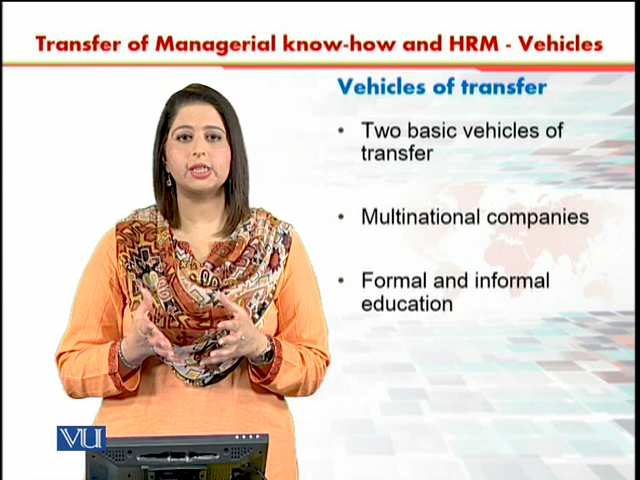 Transfer of Managerial know-how and HRM - Vehicles
Vehicles of transfer
• Two basic vehicles of
transfer
• Multinational companies
• Formal and informal
education
VU